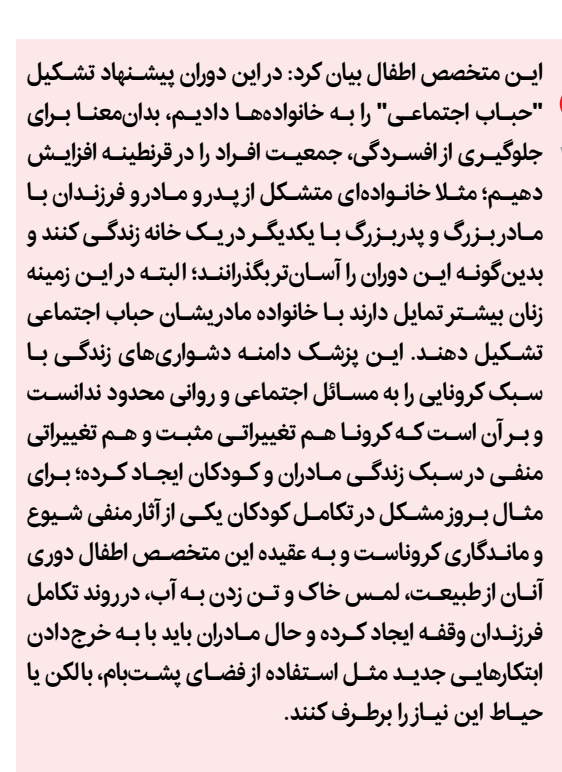 این متخصص اطفال بیان کرد: در این دوران پیشنهاد تشکیل
"حباب اجتماعی" را به خانواده‌ها دادیم، بدان‌معنا برای
جلوگیری از افسردگی، جمعیت افراد را در قرنطینه افزایش
دهیم؛ مثلا خانواده‌ای متشکل از پدر و مادر و فرزندان با
مادربزرگ و پدربزرگ با یکدیگر در یک خانه زندگی کنند و
بدین‌گونه این دوران را آسان‌تر بگذرانند؛ البته در این زمینه
زنان بیشتر تمایل دارند با خانواده مادریشان حباب اجتماعی
تشکیل دهند. این پزشک دامنه دشواری‌های زندگی با
سبک کرونایی را به مسائل اجتماعی و روانی محدود ندانست
و بر آن است که کرونا هم تغییراتی مثبت و هم تغییراتی
منفی در سبک زندگی مادران و کودکان ایجاد کرده؛ برای
مثال بروز مشکل در تکامل کودکان یکی از آثار منفی شیوع
و ماندگاری کروناست و به عقیده این متخصص اطفال دوری
آنان از طبیعت، لمس خاک و تن زدن به آب، در روند تکامل
فرزندان وقفه ایجاد کرده و حال مادران باید با به خرج‌دادن
ابتکارهایی جدید مثل استفاده از فضای پشت‌بام، بالکن یا
حیاط این نیاز را برطرف کنند.